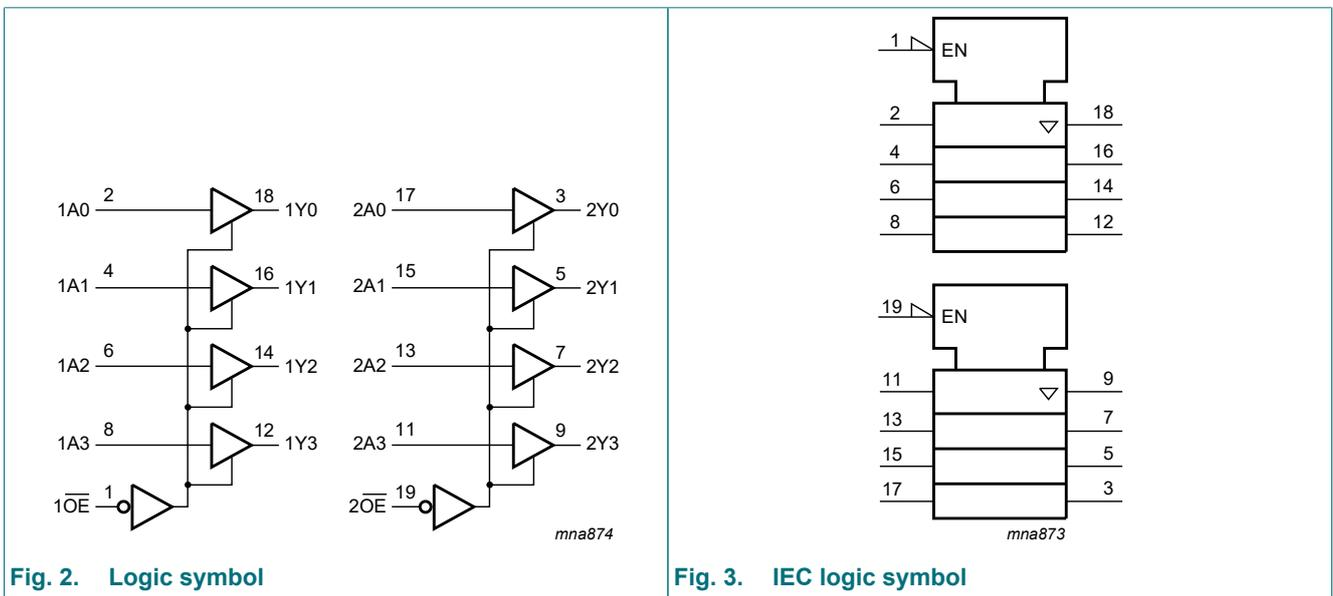 1A0 2 18 1Y0
1A1 4 16 1Y1
1A2 6 14 1Y2
1A3 8 12 1Y3
1O̅E̅ 1
2A0 17 3 2Y0
2A1 15 5 2Y1
2A2 13 7 2Y2
2A3 11 9 2Y3
2O̅E̅ 19
mna874
Fig. 2. Logic symbol
1 EN
2 18
4 16
6 14
8 12
19 EN
11 9
13 7
15 5
17 3
mna873
Fig. 3. IEC logic symbol